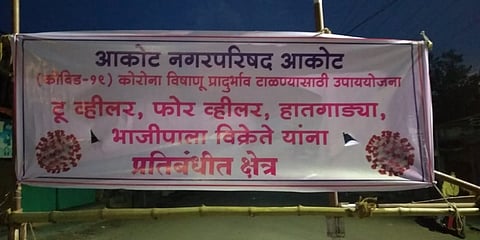 आकोट नगरपरिषद आकोट
(कोविड-१९) कोरोना विषाणू प्रादुर्भाव टाळण्यासाठी उपाययोजना
टू व्हीलर, फोर व्हीलर, हातगाड्या,
भाजीपाला विक्रेते यांना
प्रतिबंधीत क्षेत्र